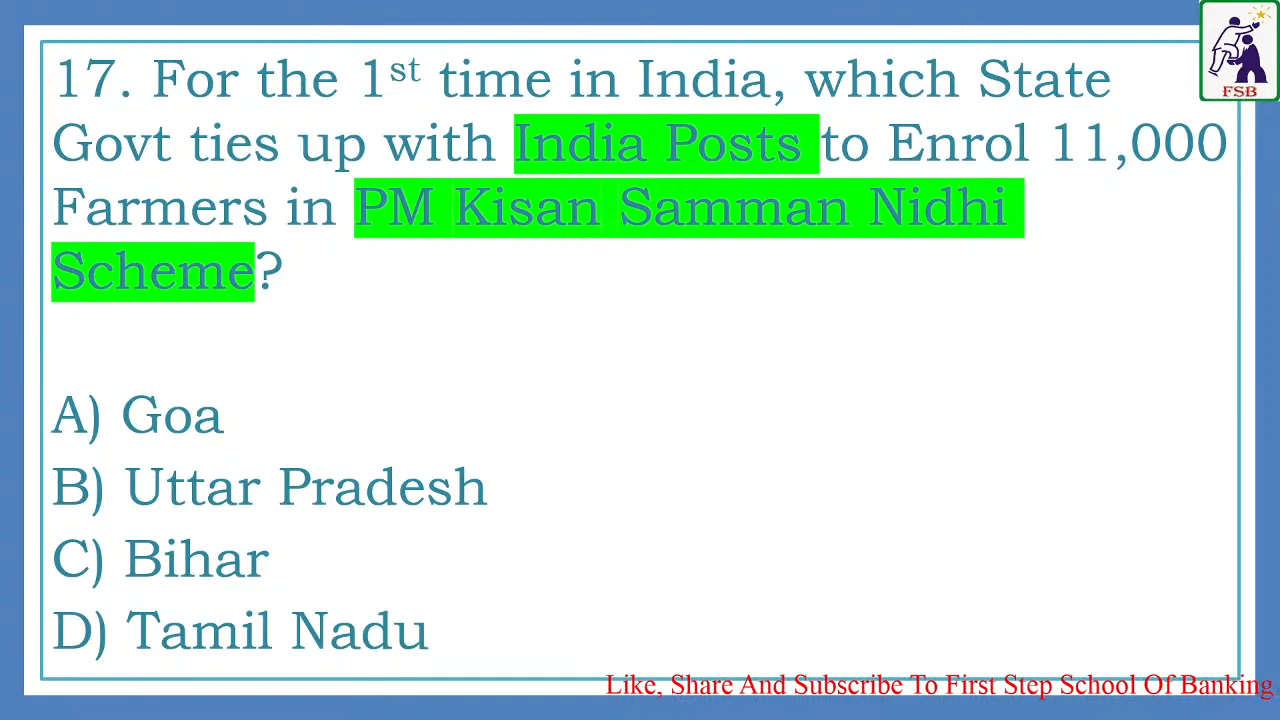 FSB
17. For the 1st time in India, which State
Govt ties up with India Posts to Enrol 11,000
Farmers in PM Kisan Samman Nidhi
Scheme?
A) Goa
B) Uttar Pradesh
C) Bihar
D) Tamil Nadu
Like, Share And Subscribe To First Step School Of Banking